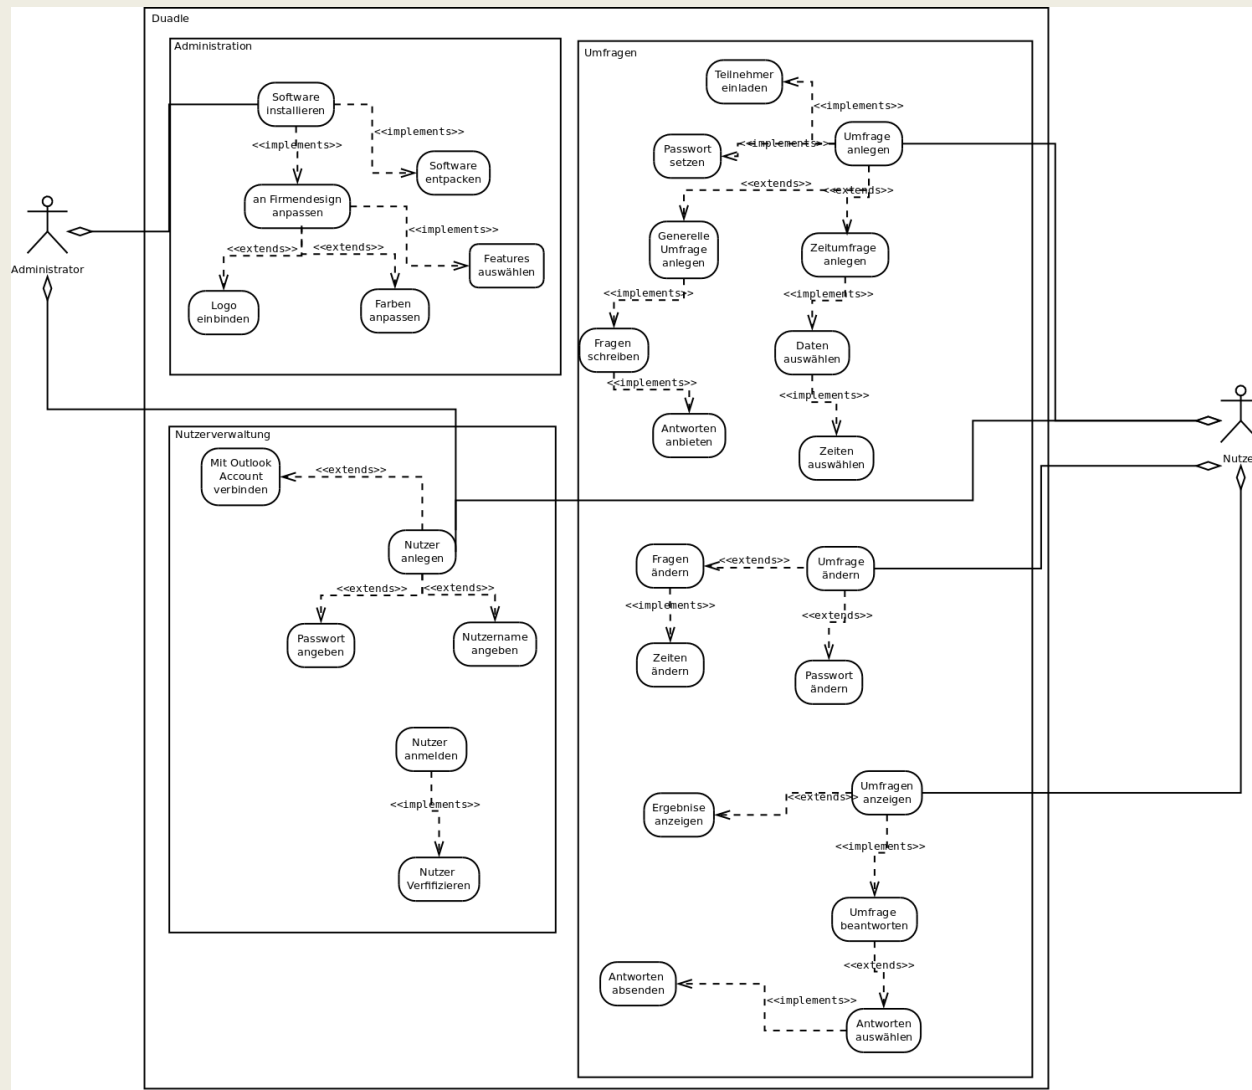 Duadle
Administration
Software
installieren
<<implements>>
<<implements>>
Software
entpacken
an Firmendesign
anpassen
<<implements>>
<<extends>>
<<extends>>
Features
auswählen
Logo
einbinden
Farben
anpassen
Administrator
Umfragen
Teilnehmer
einladen
<<implements>>
Umfrage
anlegen
<<implements>>
Passwort
setzen
<<extends>>
<<extends>>
Generelle
Umfrage
anlegen
Zeitumfrage
anlegen
<<implements>>
<<implements>>
Fragen
schreiben
Daten
auswählen
<<implements>>
<<implements>>
Antworten
anbieten
Zeiten
auswählen
Nutze
Nutzerverwaltung
Mit Outlook
Account
verbinden
<<extends>>
Nutzer
anlegen
<<extends>>
<<extends>>
Passwort
angeben
Nutzername
angeben
Nutzer
anmelden
<<implements>>
Nutzer
Verfifizieren
Fragen
ändern
<<extends>>
Umfrage
ändern
<<implements>>
<<extends>>
Zeiten
ändern
Passwort
ändern
Umfragen
anzeigen
<<extends>>
Ergebnise
anzeigen
<<implements>>
Umfrage
beantworten
<<extends>>
Antworten
absenden
<<implements>>
Antworten
auswählen